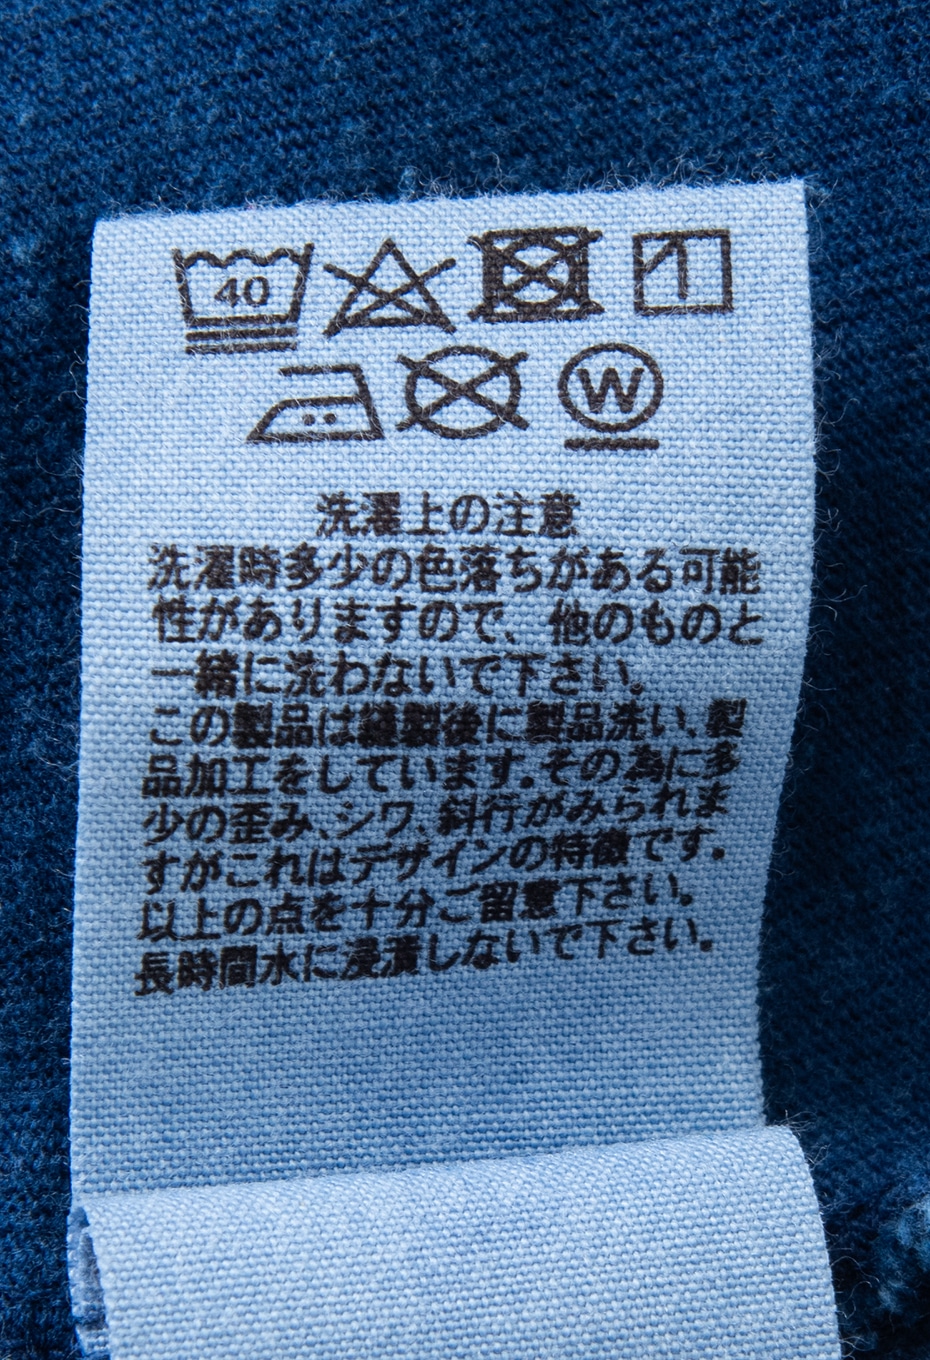 40
W
洗濯上の注意
洗濯時多少の色落ちがある可能
性がありますので、他のものと
一緒に洗わないで下さい。
この製品は縫製後に製品洗い、製
品加工をしています。その為に多
少の歪み、シワ、斜行がみられま
すがこれはデザインの特徴です。
以上の点を十分ご留意下さい。
長時間水に浸漬しないで下さい。